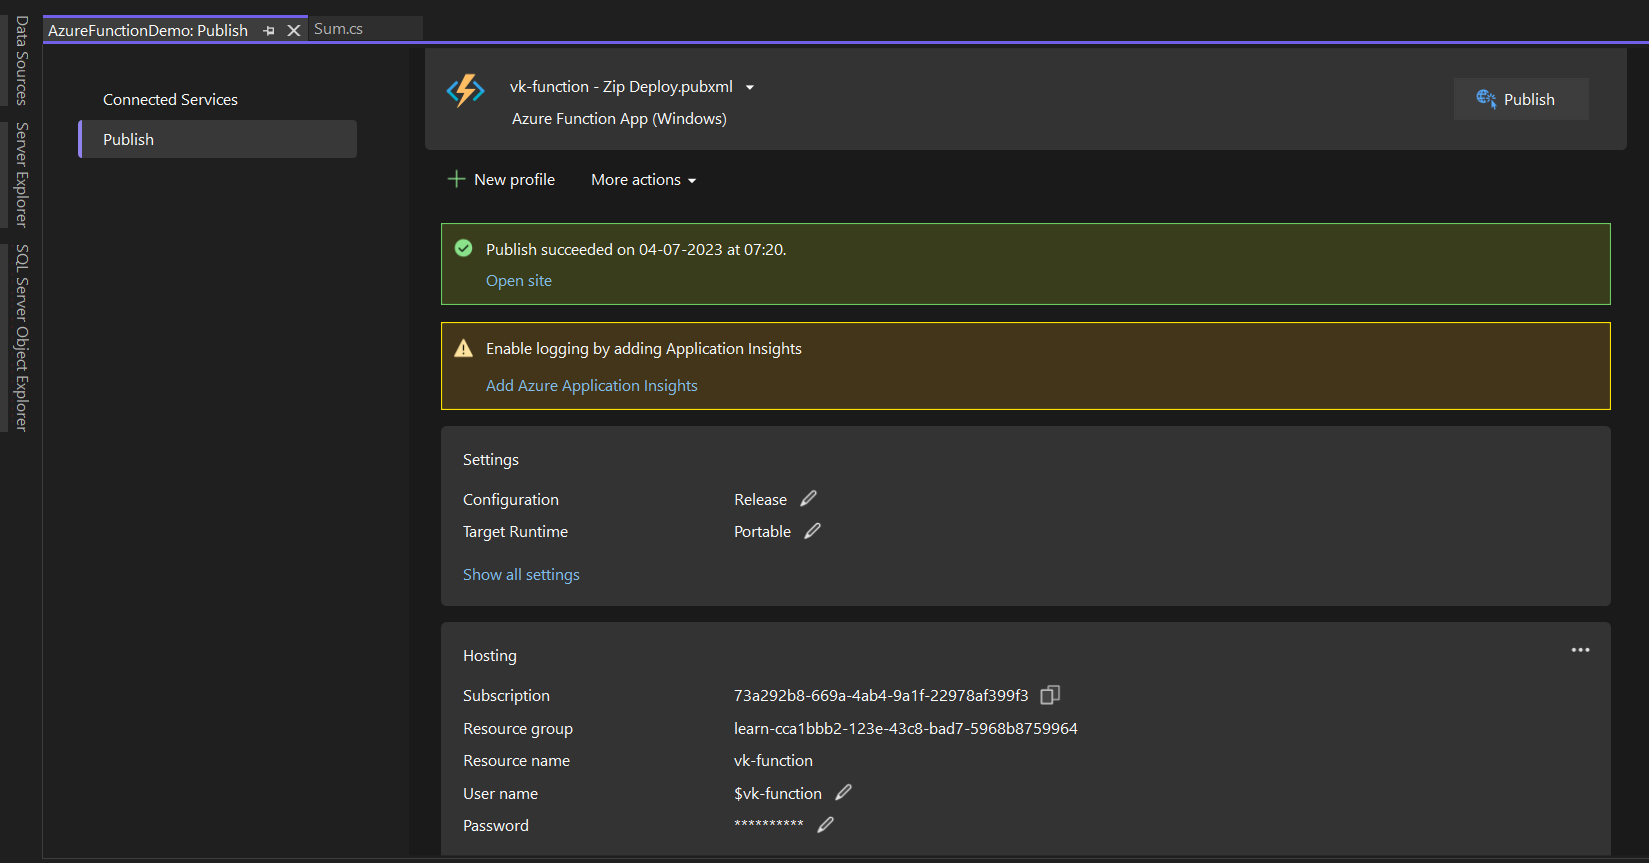 Data Sources
Server Explorer
SQL Server Object Explorer
AzureFunctionDemo: Publish
Sum.cs
Connected Services
Publish
vk-function - Zip Deploy.pubxml
Azure Function App (Windows)
Publish
New profile
More actions
Publish succeeded on 04-07-2023 at 07:20.
Open site
Enable logging by adding Application Insights
Add Azure Application Insights
Settings
Configuration Release
Target Runtime Portable
Show all settings
Hosting
Subscription 73a292b8-669a-4ab4-9a1f-22978af399f3
Resource group learn-cca1bbb2-123e-43c8-bad7-5968b8759964
Resource name vk-function
User name $vk-function
Password **********